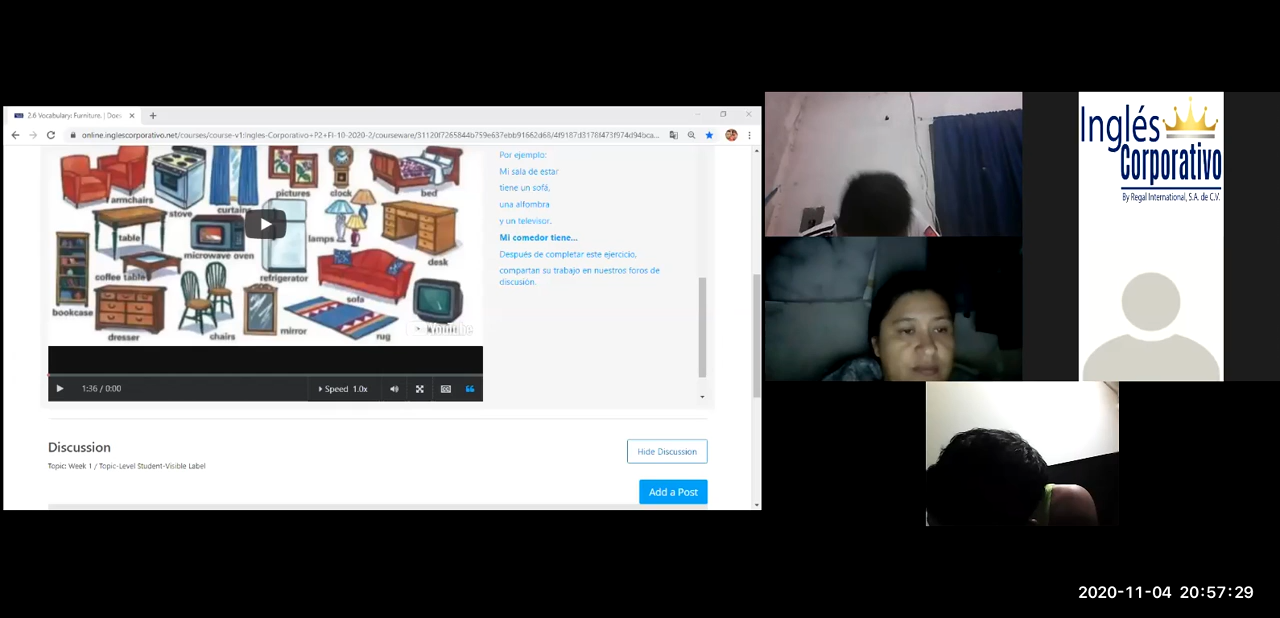 2.6 Vocabulary: Furniture. | Docs
online.inglescorporativo.net/courses/course-v1:Ingles-Corporativo+P2+FI-10-2020-2/courseware/31120f7265844b759e637ebb91662d68/4f9187d3178f473f974d94bca...
armchairs
stove
curtains
pictures
clock
bed
table
microwave oven
lamps
desk
coffee table
refrigerator
sofa
bookcase
dresser
chairs
mirror
rug
YouTube
1:36 / 0:00
Speed 1.0x
Por ejemplo:
Mi sala de estar
tiene un sofá,
una alfombra
y un televisor.
Mi comedor tiene...
Después de completar este ejercicio,
compartan su trabajo en nuestros foros de
discusión.
Discussion
Topic: Week 1 / Topic-Level Student-Visible Label
Hide Discussion
Add a Post
Inglés
Corporativo
By Regal International, S.A. de C.V.
2020-11-04 20:57:29